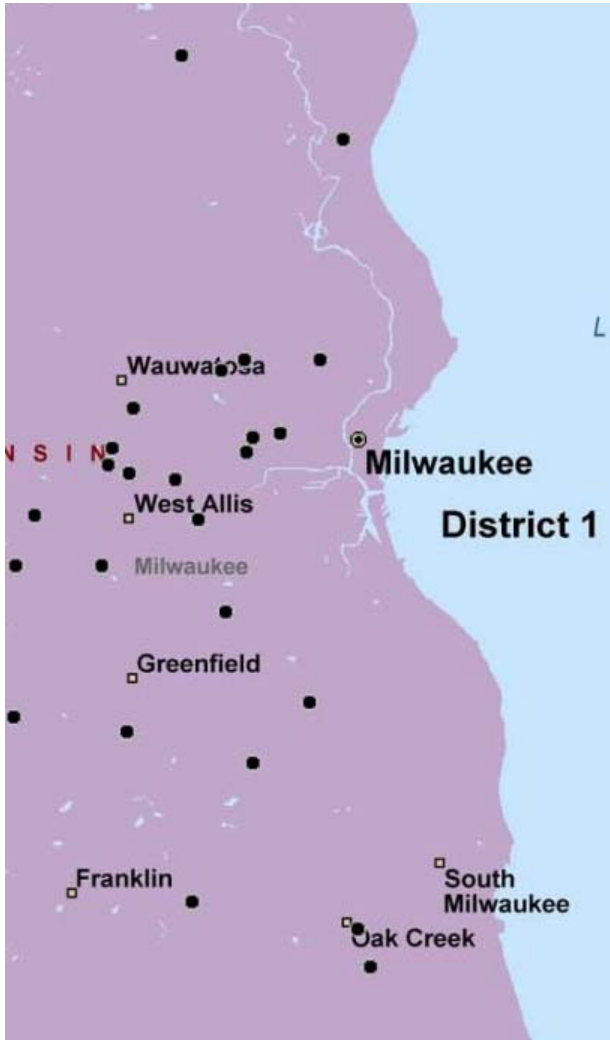 L
Wauwatosa
N S I N
Milwaukee
West Allis
District 1
Milwaukee
Greenfield
Franklin
South
Milwaukee
Oak Creek